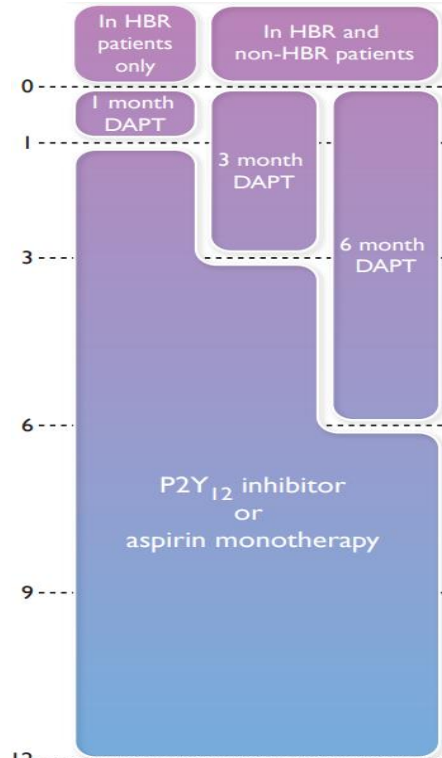 In HBR
patients
only
In HBR and
non-HBR patients
0
1 month
DAPT
1
3 month
DAPT
3
6 month
DAPT
6
P2Y12 inhibitor
or
aspirin monotherapy
9
12